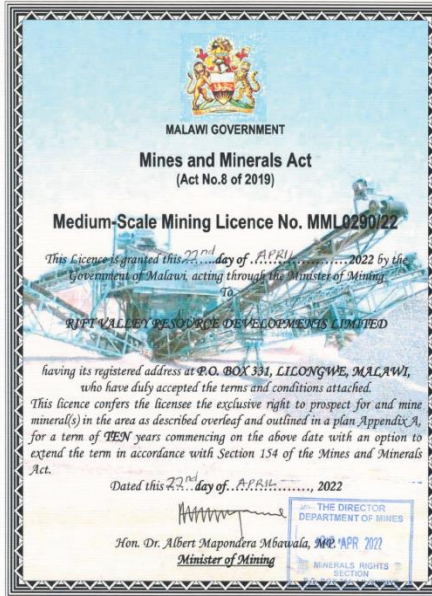 MALAWI GOVERNMENT
Mines and Minerals Act
(Act No.8 of 2019)
Medium-Scale Mining Licence No. MML0290/22
This Licence is granted this 22nd day of APRIL 2022 by the
Government of Malawi, acting through the Minister of Mining
To
RIFT VALLEY RESOURCE DEVELOPMENTS LIMITED
having its registered address at P.O. BOX 331, LILONGWE, MALAWI,
who have duly accepted the terms and conditions attached.
This licence confers the licensee the exclusive right to prospect for and mine
mineral(s) in the area as described overleaf and outlined in a plan Appendix A,
for a term of TEN years commencing on the above date with an option to
extend the term in accordance with Section 154 of the Mines and Minerals
Act.
Dated this 22nd day of APRIL, 2022
THE DIRECTOR
DEPARTMENT OF MINES
APR 2022
MINERALS RIGHTS
SECTION
Hon. Dr. Albert Mapondera Mbawala, MP.
Minister of Mining